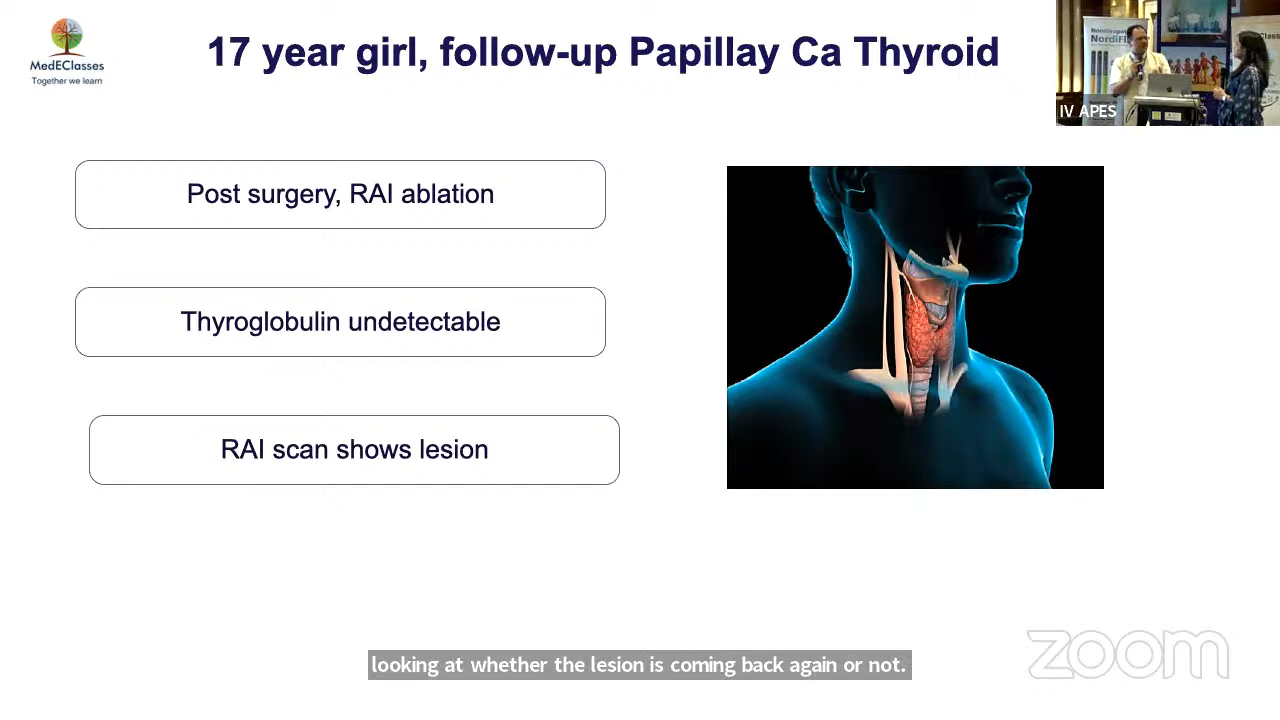 MedEClasses
Together we learn
17 year girl, follow-up Papillay Ca Thyroid
IV APES
Post surgery, RAI ablation
Thyroglobulin undetectable
RAI scan shows lesion
looking at whether the lesion is coming back again or not.
zoom